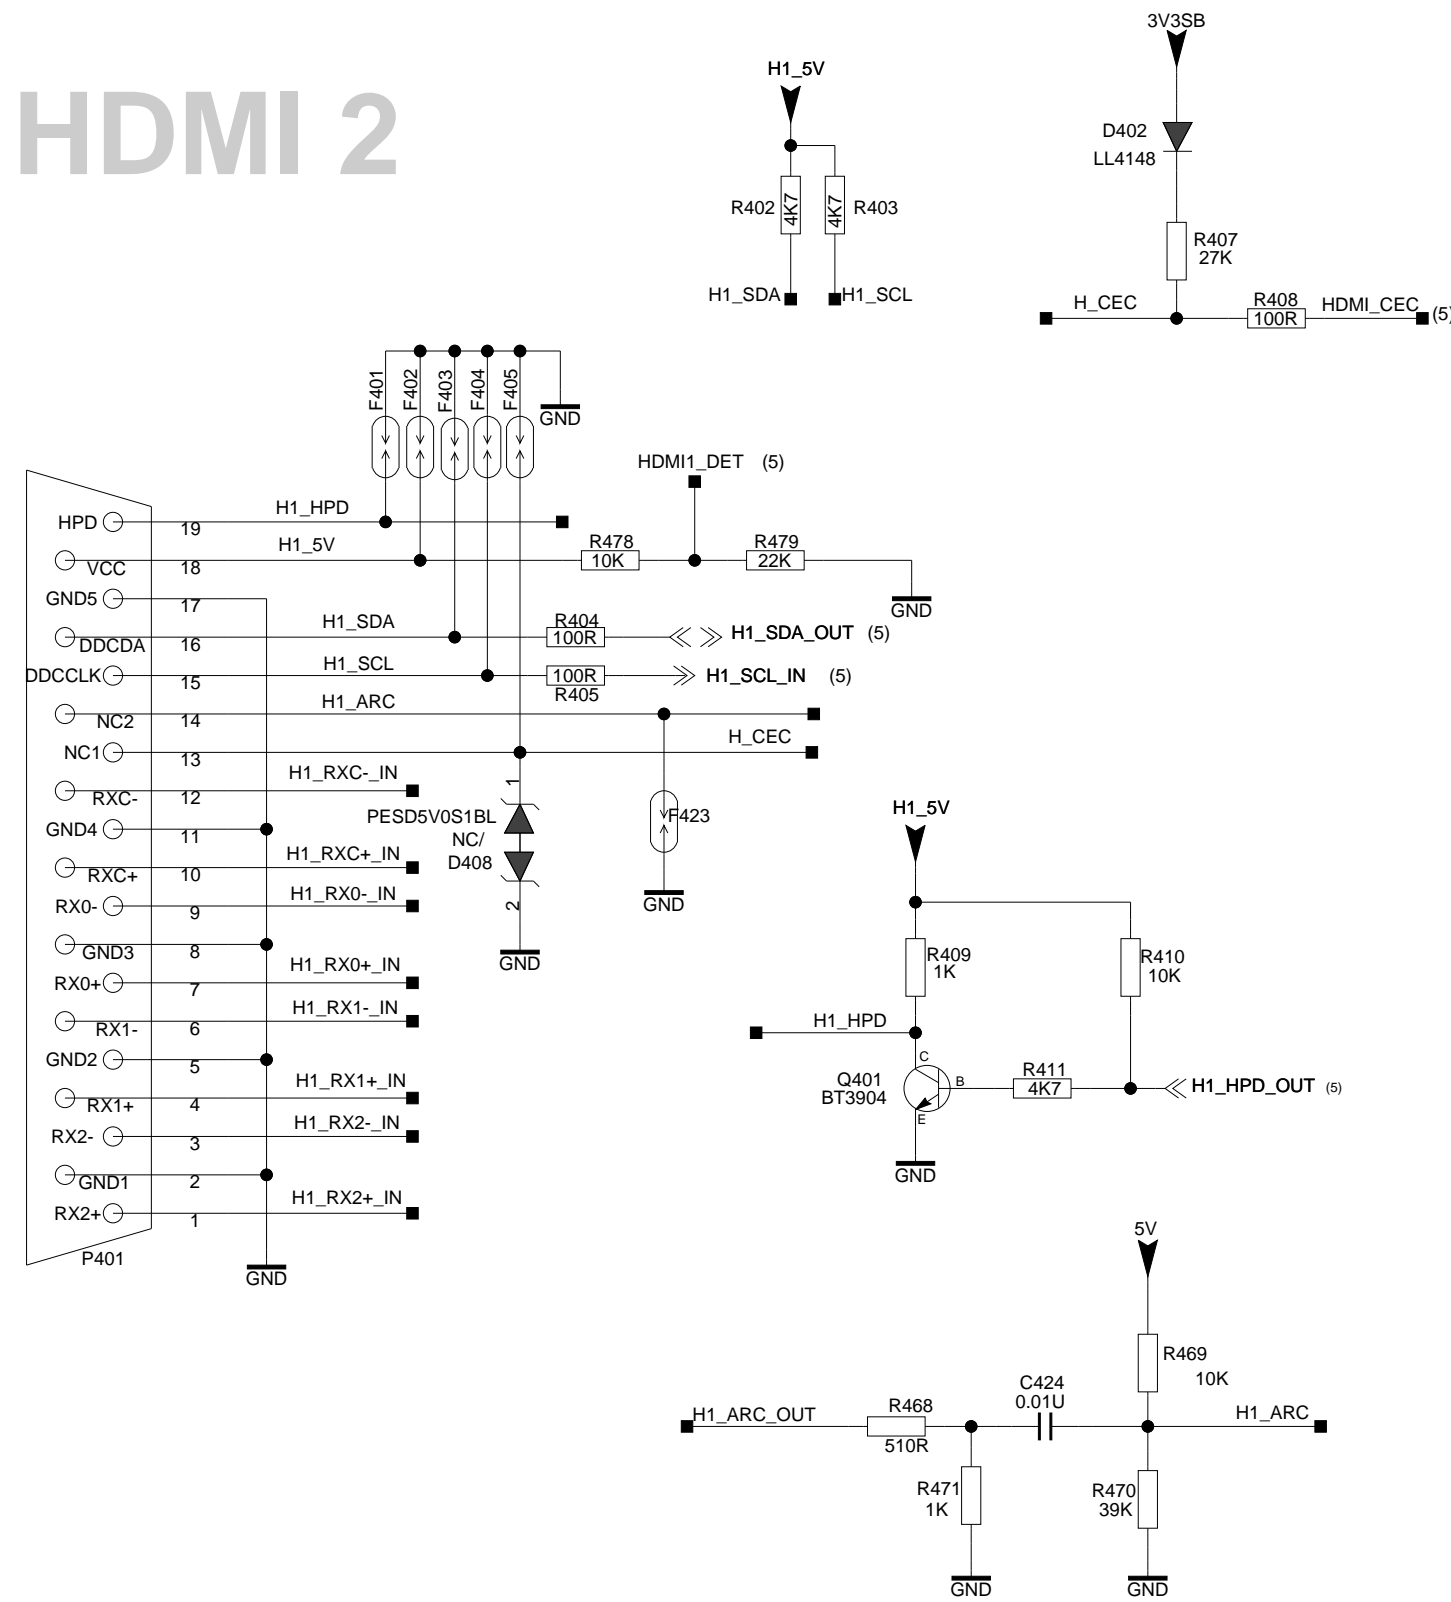 HDMI 2
3V3SB
D402
LL4148
R407
27K
H_CEC
R408
100R
HDMI_CEC
(5)
H1_5V
R402
4K7
4K7
R403
H1_SDA
H1_SCL
F401
F402
F403
F404
F405
GND
HDMI1_DET (5)
HPD
19
H1_HPD
VCC
18
H1_5V
R478
10K
R479
22K
GND
GND5
17
DDCDA
16
H1_SDA
R404
100R
H1_SDA_OUT (5)
DDCCLK
15
H1_SCL
100R
R405
H1_SCL_IN (5)
NC2
14
H1_ARC
NC1
13
H_CEC
RXC-
12
H1_RXC-_IN
GND4
11
RXC+
10
H1_RXC+_IN
RX0-
9
H1_RX0-_IN
GND3
8
RX0+
7
H1_RX0+_IN
RX1-
6
H1_RX1-_IN
GND2
5
RX1+
4
H1_RX1+_IN
RX2-
3
H1_RX2-_IN
GND1
2
RX2+
1
H1_RX2+_IN
P401
GND
1
PESD5V0S1BL
NC/
D408
2
GND
F423
GND
H1_5V
R409
1K
R410
10K
H1_HPD
C
Q401
BT3904
B
E
R411
4K7
H1_HPD_OUT (5)
GND
5V
R469
10K
C424
0.01U
H1_ARC_OUT
R468
510R
H1_ARC
R471
1K
R470
39K
GND
GND